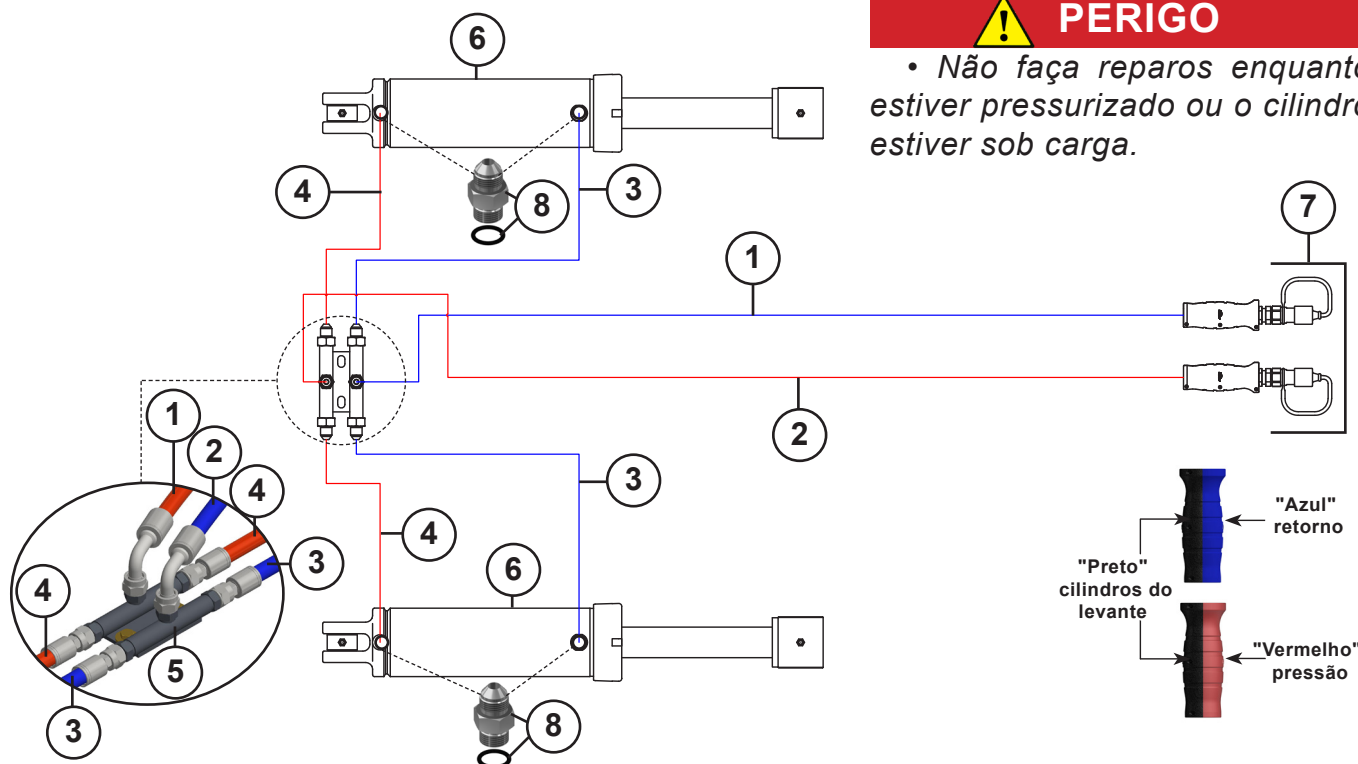 PERIGO
• Não faça reparos enquanto
estiver pressurizado ou o cilindro
estiver sob carga.
6
4
8
3
7
1
2
1
2
4
3
4
3
5
3
4
6
8
"Azul"
retorno
"Preto"
cilindros do
levante
"Vermelho"
pressão